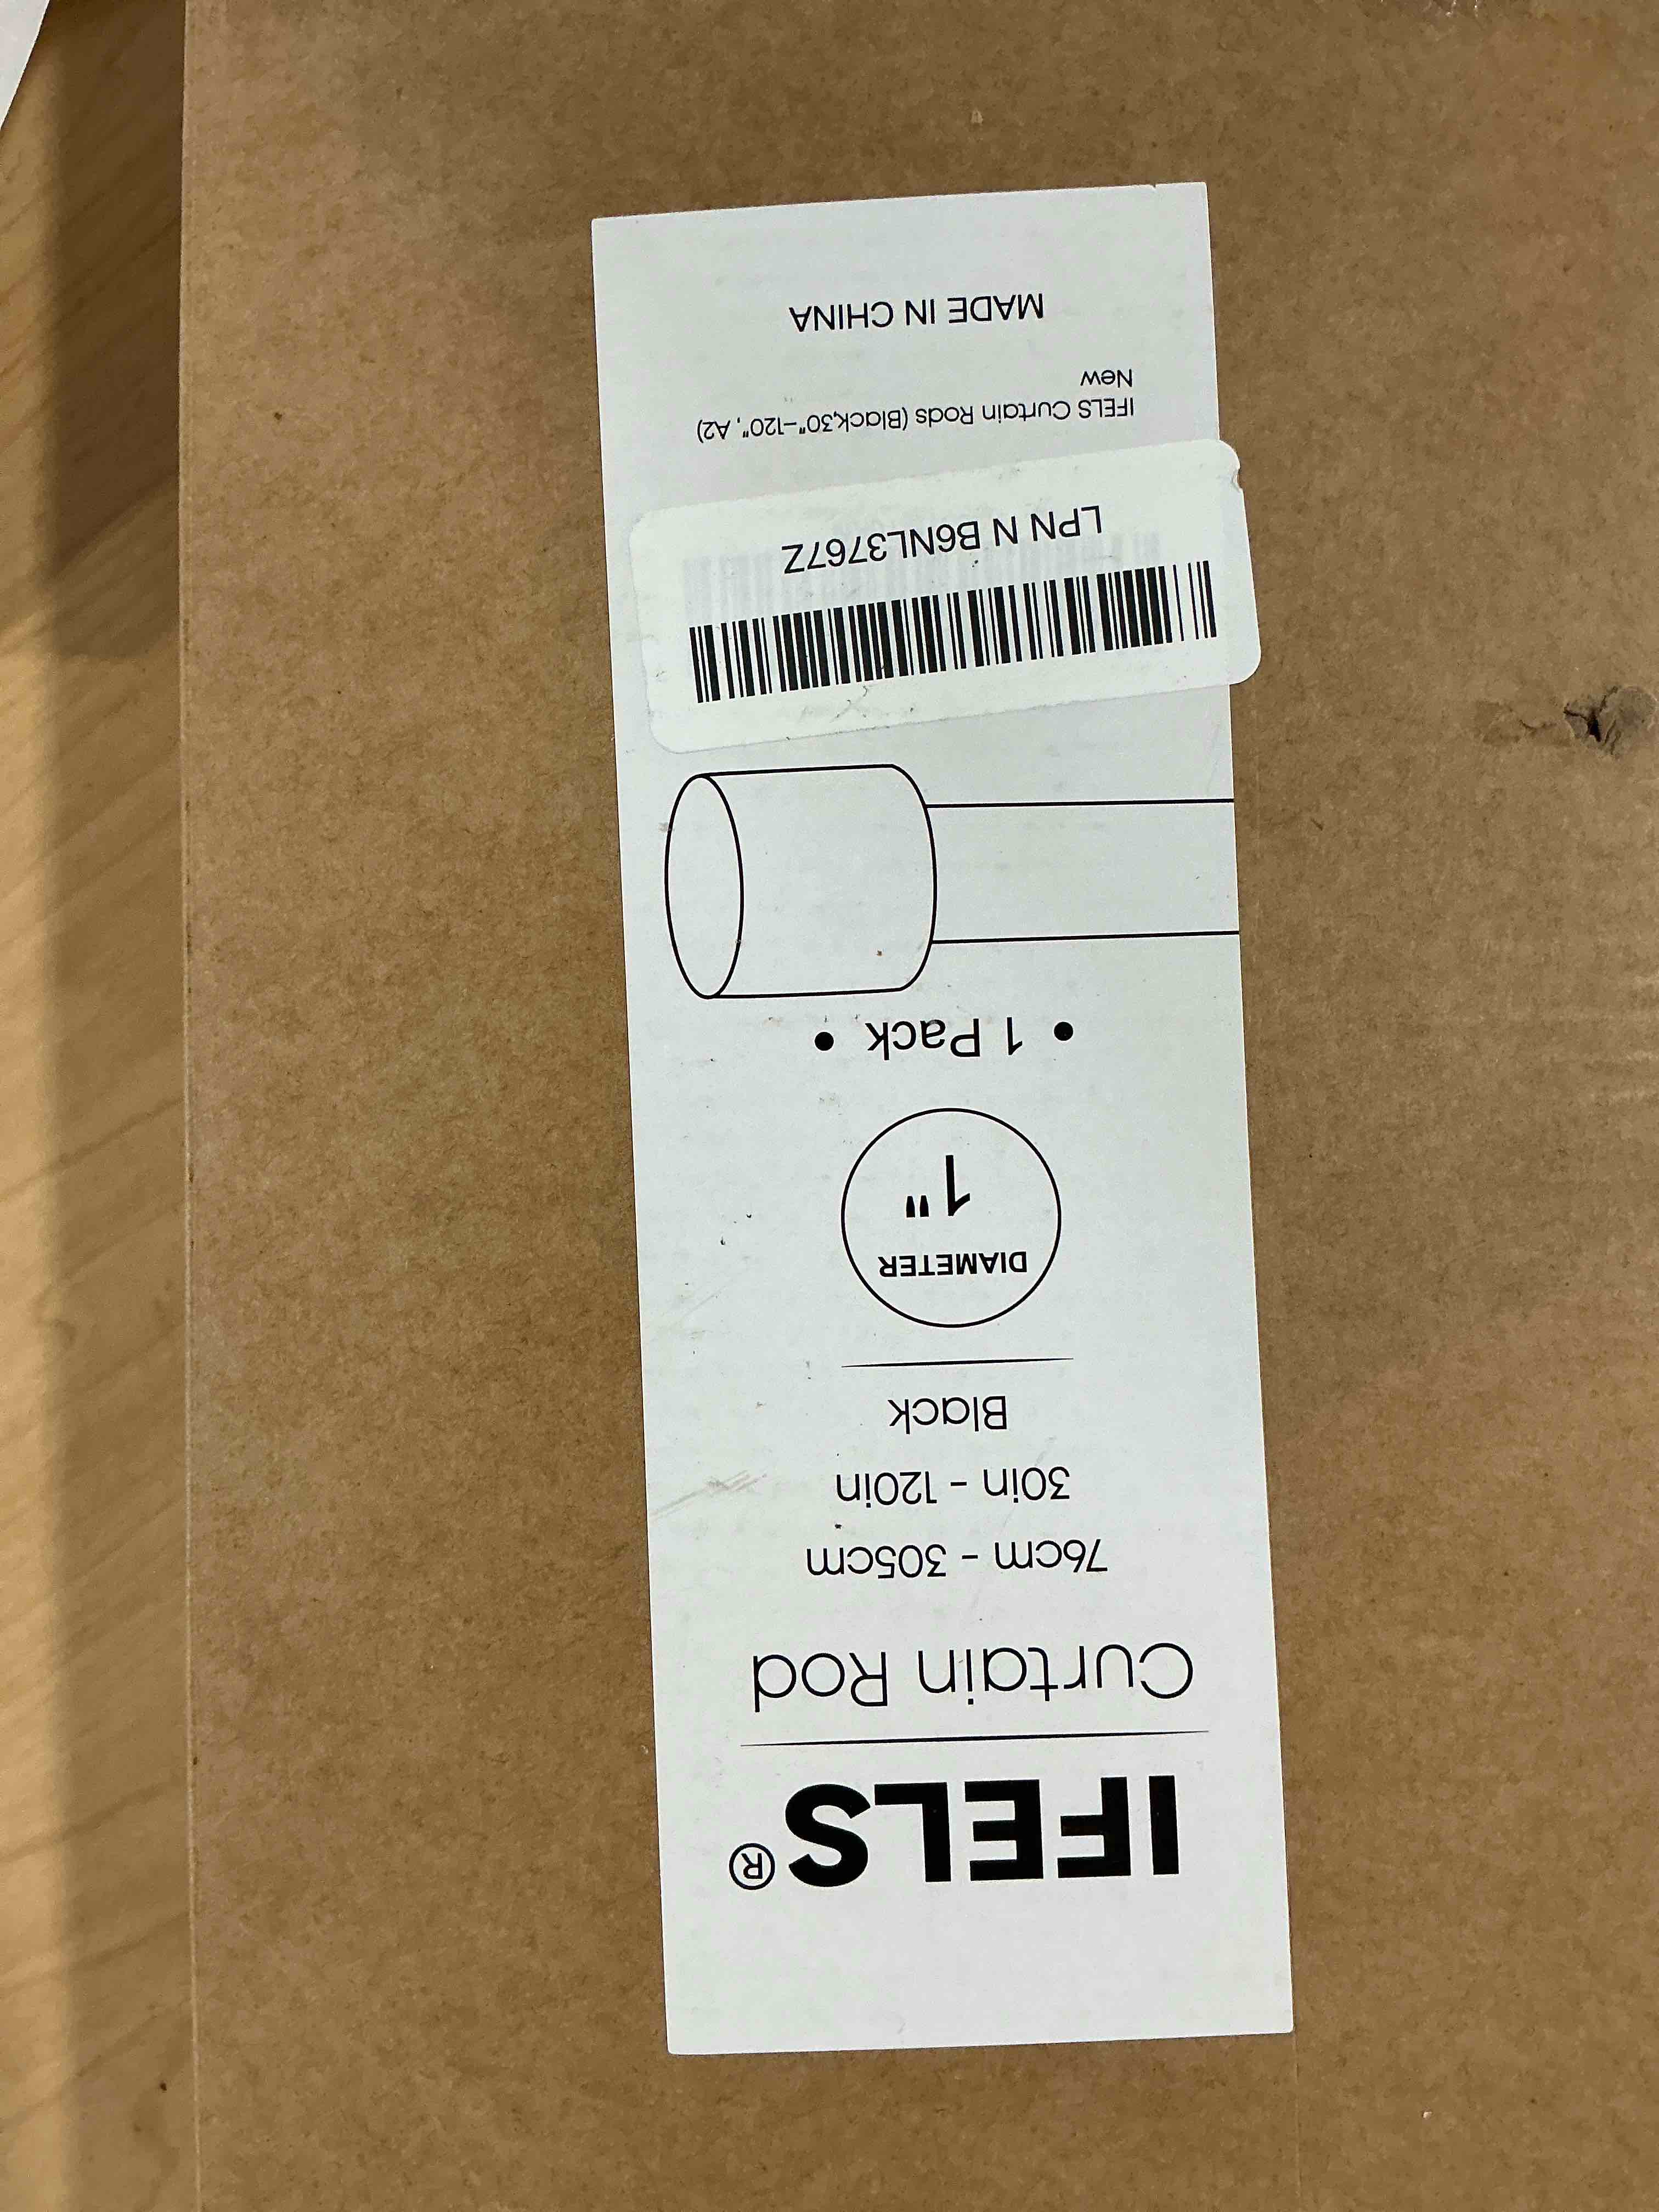 IFELS®
Curtain Rod
76cm - 305cm
30in - 120in
Black
DIAMETER
1"
• 1 Pack •
LPN N B6NL3767Z
IFELS Curtain Rods (Black,30"-120", A2)
New
MADE IN CHINA